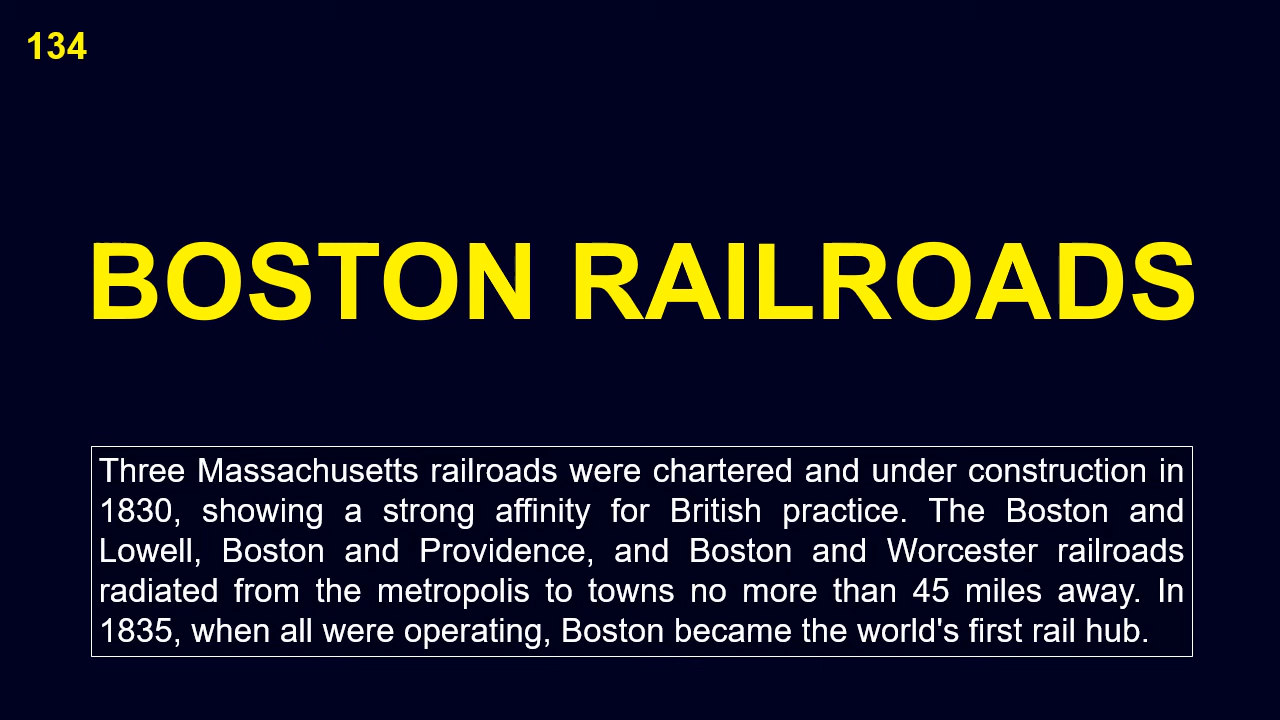 134
BOSTON RAILROADS
Three Massachusetts railroads were chartered and under construction in
1830, showing a strong affinity for British practice. The Boston and
Lowell, Boston and Providence, and Boston and Worcester railroads
radiated from the metropolis to towns no more than 45 miles away. In
1835, when all were operating, Boston became the world's first rail hub.